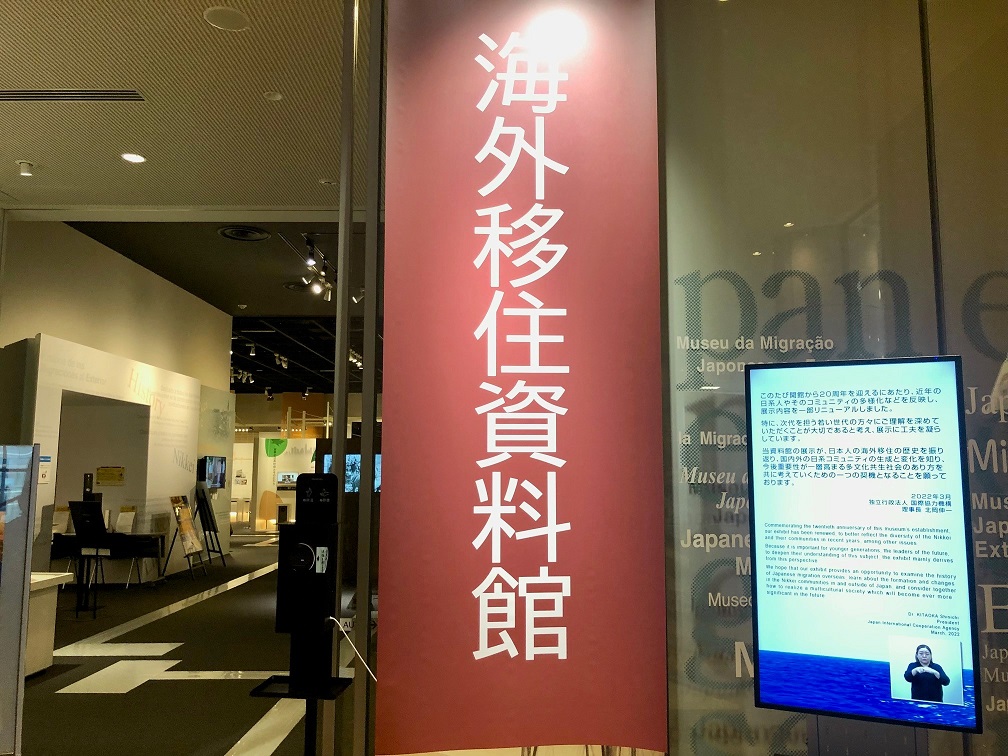 海外移住資料館
History
Nikkei
pan e
Museu da Migração
Japon
la Migrac
Museu d
Jap
Japane
M
Museo
N
Ja
Mi
Mus
Japa
Exi
E
Japa
Mu
Ja
このたび開館から20周年を迎えるにあたり、近年の
日系人やそのコミュニティの多様化などを反映し、
展示内容を一部リニューアルしました。
特に、次代を担う若い世代の方々にご理解を深めて
いただくことが大切であると考え、展示に工夫を凝ら
しています。
当資料館の展示が、日本人の海外移住の歴史を振り
返り、国内外の日系コミュニティの生成と変化を知り、
今後重要性が一層高まる多文化共生社会のあり方を
共に考えていくための一つの契機となることを願って
おります。
2022年3月
独立行政法人 国際協力機構
理事長 北岡伸一
Commemorating the twentieth anniversary of this museum's establishment,
our exhibit has been renewed, to better reflect the diversity of the Nikkei
and their communities in recent years, among other issues.
Because it is important for younger generations, the leaders of the future,
to deepen their understanding of this subject, the exhibit mainly derives
from this perspective.
We hope that our exhibit provides an opportunity to examine the history
of Japanese migration overseas, learn about the formation and changes
in the Nikkei communities in and outside of Japan, and consider together
how to realize a multicultural society which will become ever more
significant in the future.
Dr. KITAOKA Shinichi
President
Japan International Cooperation Agency
March, 2022